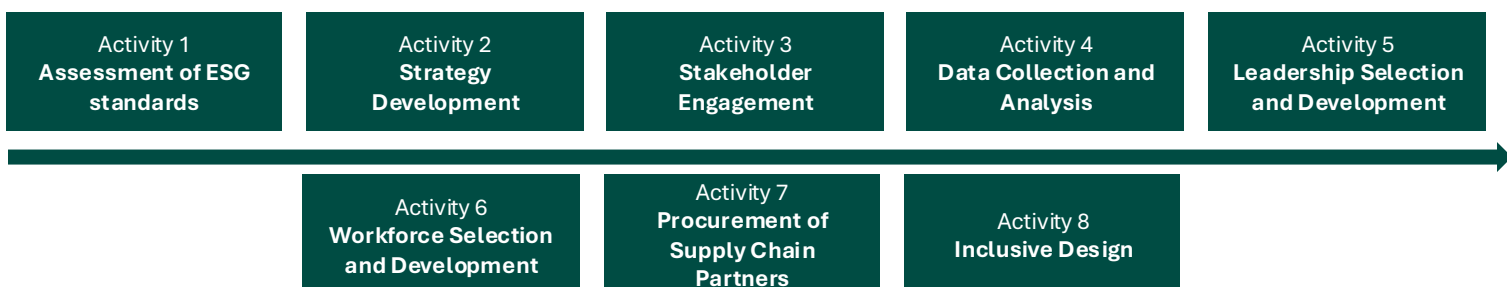 Activity 1
Assessment of ESG
standards
Activity 2
Strategy
Development
Activity 3
Stakeholder
Engagement
Activity 4
Data Collection and
Analysis
Activity 5
Leadership Selection
and Development
Activity 6
Workforce Selection
and Development
Activity 7
Procurement of
Supply Chain
Partners
Activity 8
Inclusive Design